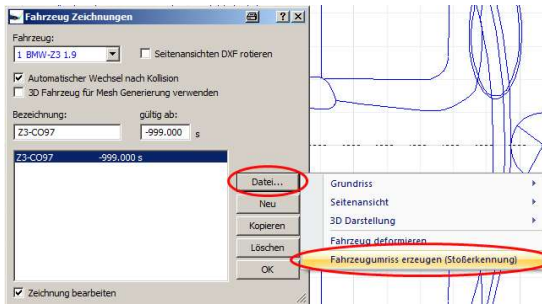 Fahrzeug Zeichnungen
Fahrzeug:
1 BMW-Z3 1.9
Seitenansichten DXF rotieren
Automatischer Wechsel nach Kollision
3D Fahrzeug für Mesh Generierung verwenden
Bezeichnung:
gültig ab:
Z3-CO97
-999.000 s
Z3-CO97 -999.000 s
Datei...
Neu
Kopieren
Löschen
OK
Zeichnung bearbeiten
Grundriss
Seitenansicht
3D Darstellung
Fahrzeug deformieren
Fahrzeugumriss erzeugen (Stoßerkennung)